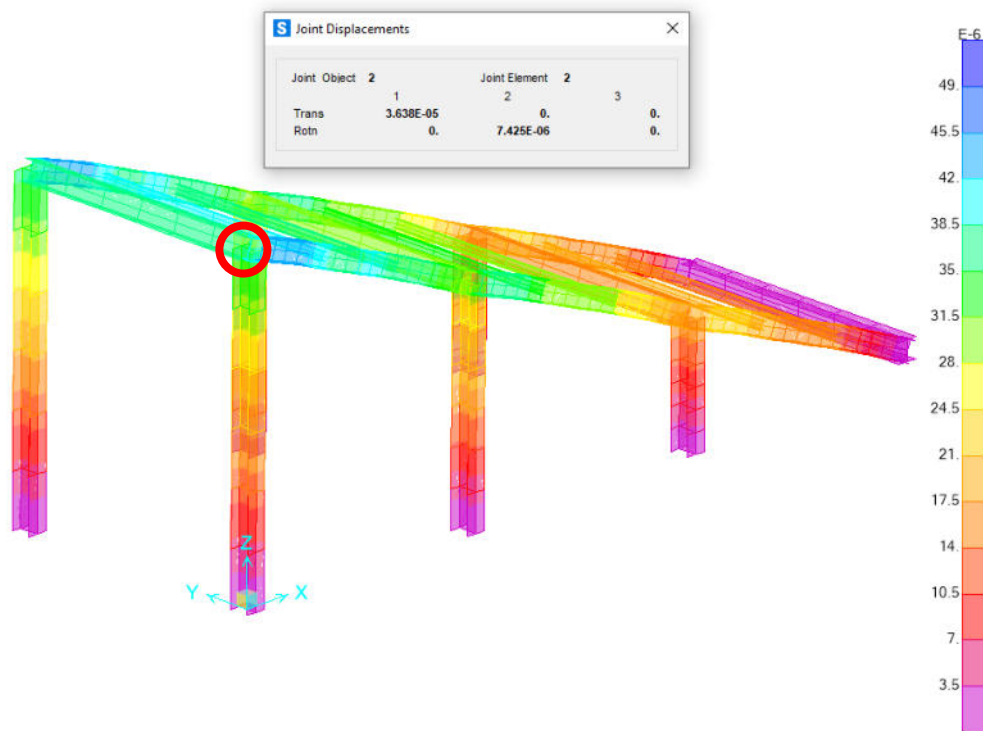 S Joint Displacements
Joint Object 2 Joint Element 2
1 2 3
Trans 3.638E-05 0. 0.
Rotn 0. 7.425E-06 0.
E-6
49.
45.5
42.
38.5
35.
31.5
28.
24.5
21.
17.5
14.
10.5
7.
3.5
Z
Y X